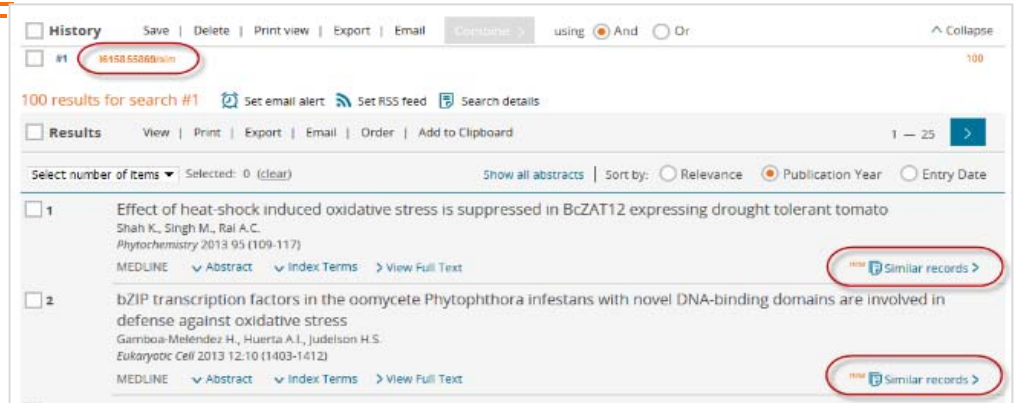 History Save | Delete | Print view | Export | Email Combine > using And Or Collapse
#1 100
100 results for search #1 Set email alert Set RSS feed Search details
Results View | Print | Export | Email | Order | Add to Clipboard 1 — 25 >
Select number of items Selected: 0 (clear) Show all abstracts | Sort by: Relevance Publication Year Entry Date
1 Effect of heat-shock induced oxidative stress is suppressed in BcZAT12 expressing drought tolerant tomato
Shah K., Singh M., Rai A.C.
Phytochemistry 2013 95 (109-117)
MEDLINE Abstract Index Terms > View Full Text new Similar records >
2 bZIP transcription factors in the oomycete Phytophthora infestans with novel DNA-binding domains are involved in
defense against oxidative stress
Gamboa-Meléndez H., Huerta A.I., Judelson H.S.
Eukaryotic Cell 2013 12:10 (1403-1412)
MEDLINE Abstract Index Terms > View Full Text new Similar records >